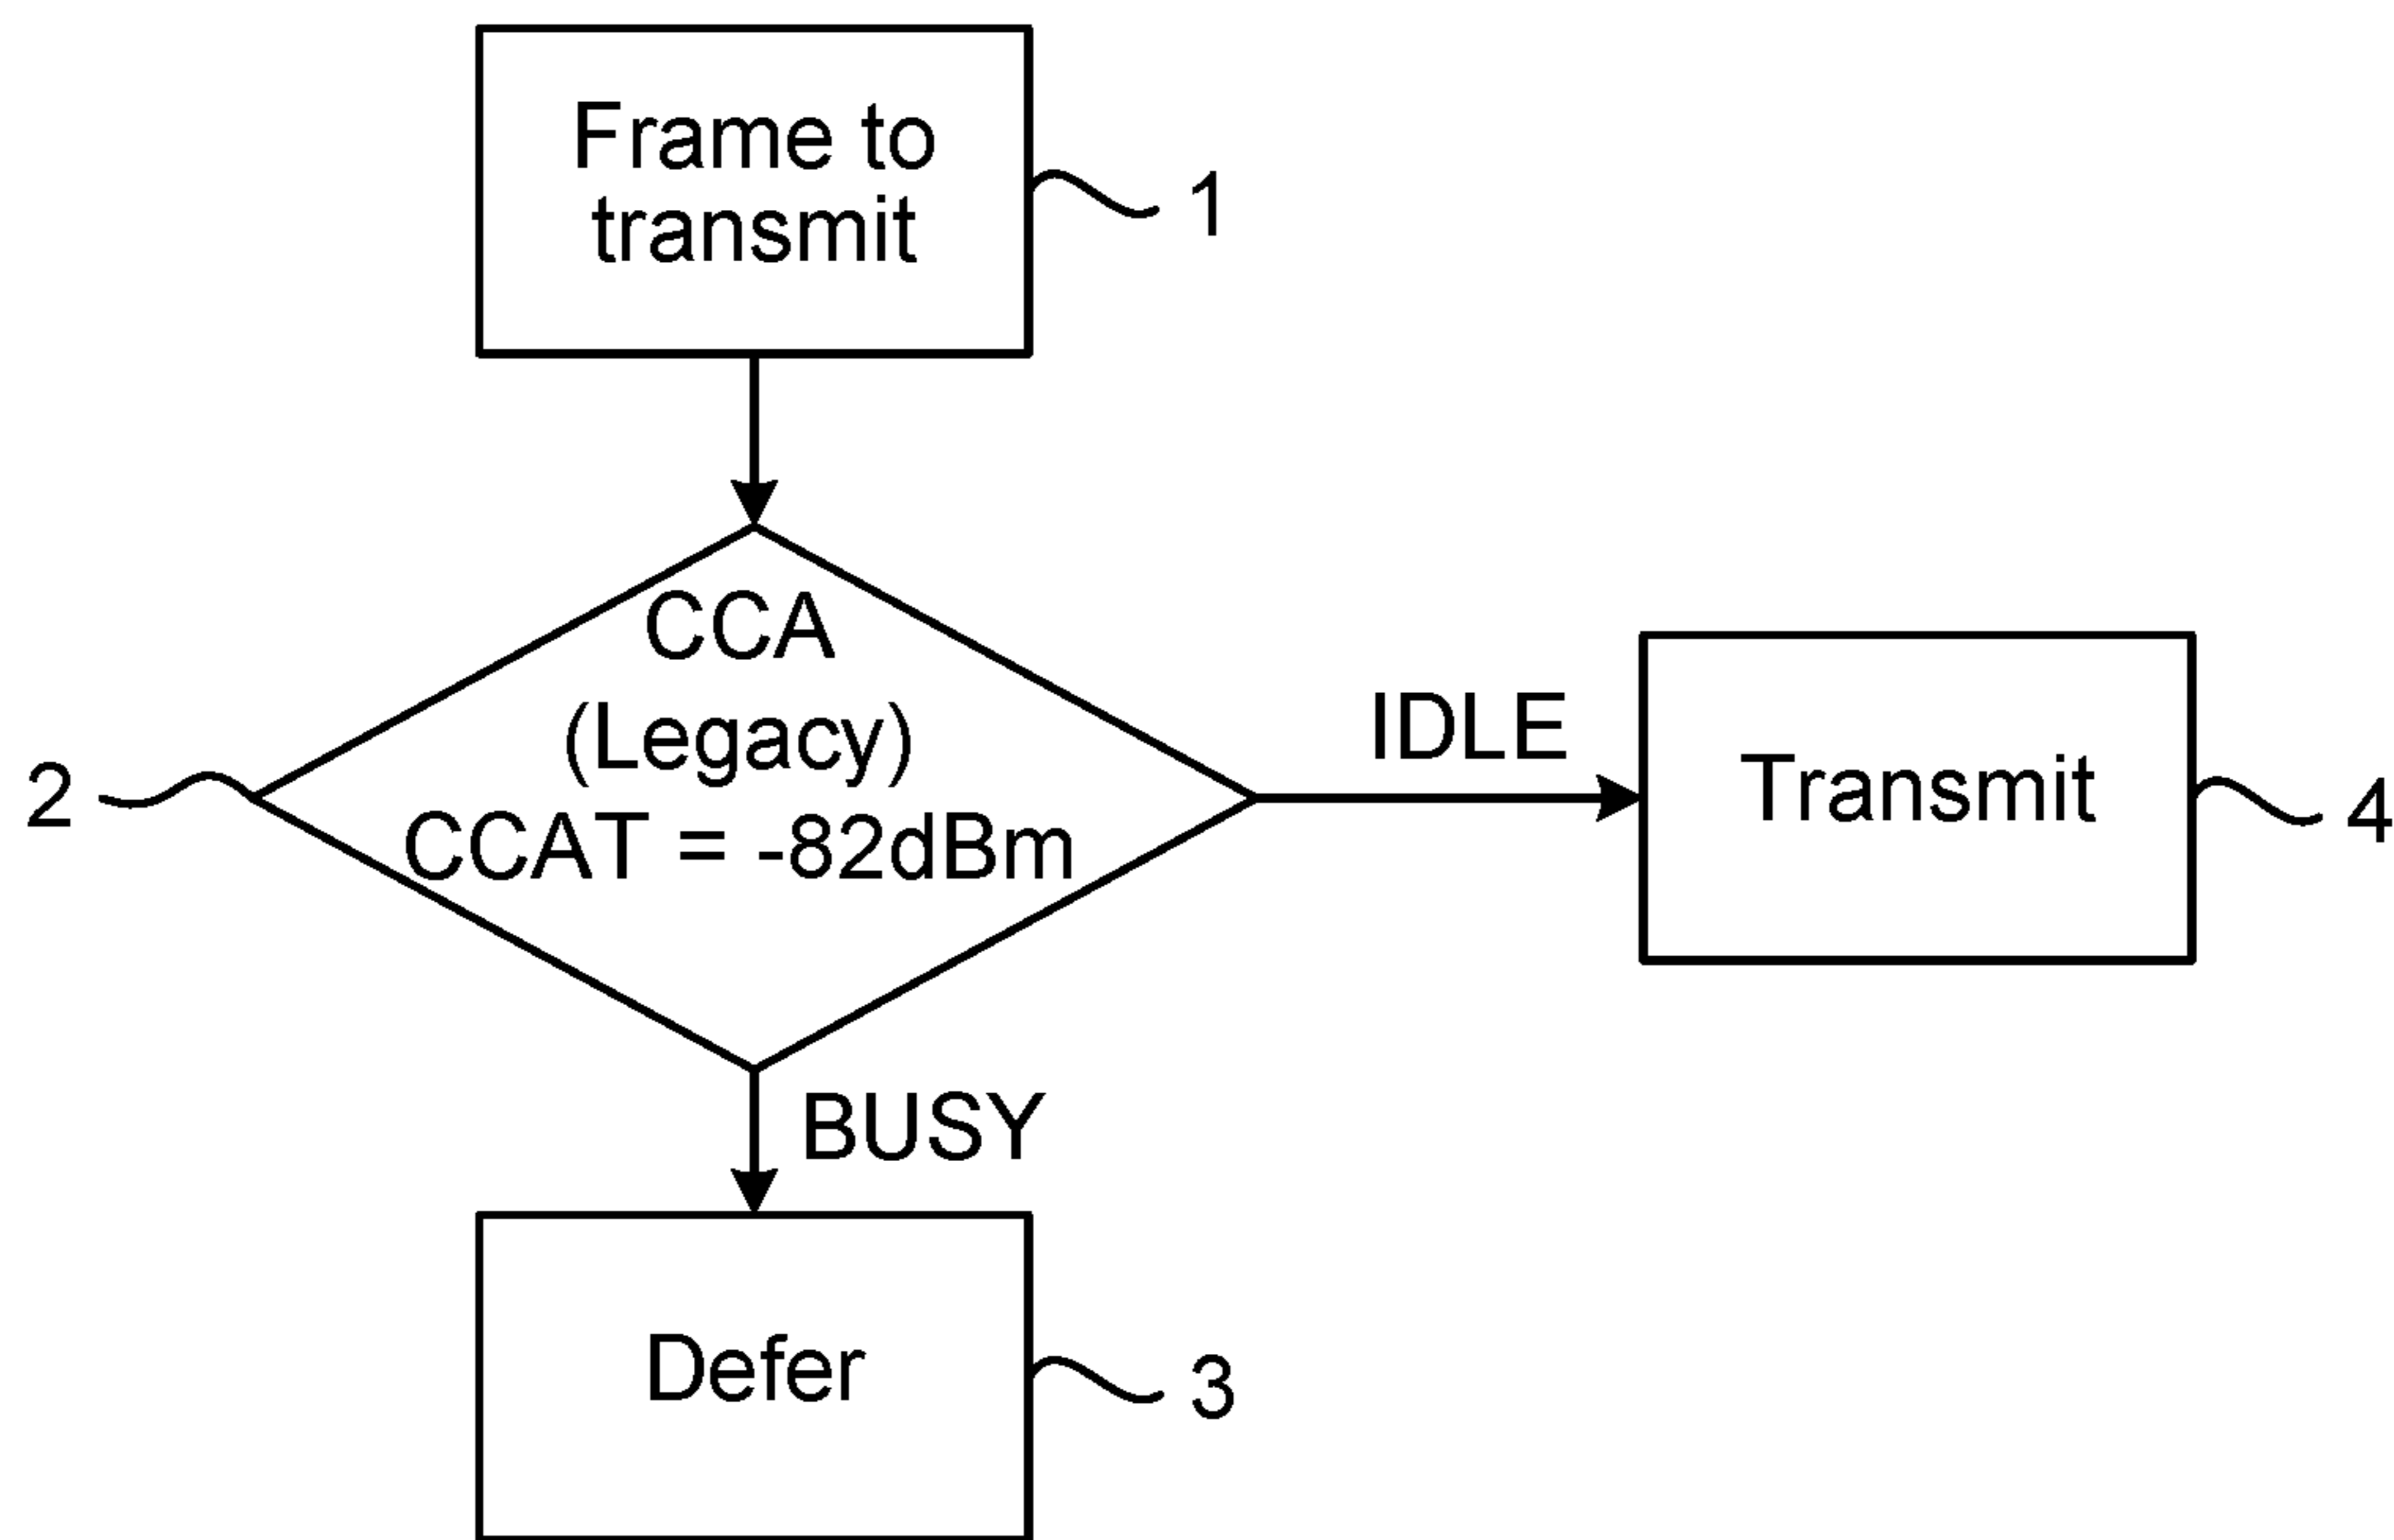 Frame to
transmit
1
CCA
(Legacy)
CCAT = -82dBm
2
IDLE
Transmit
4
BUSY
Defer
3